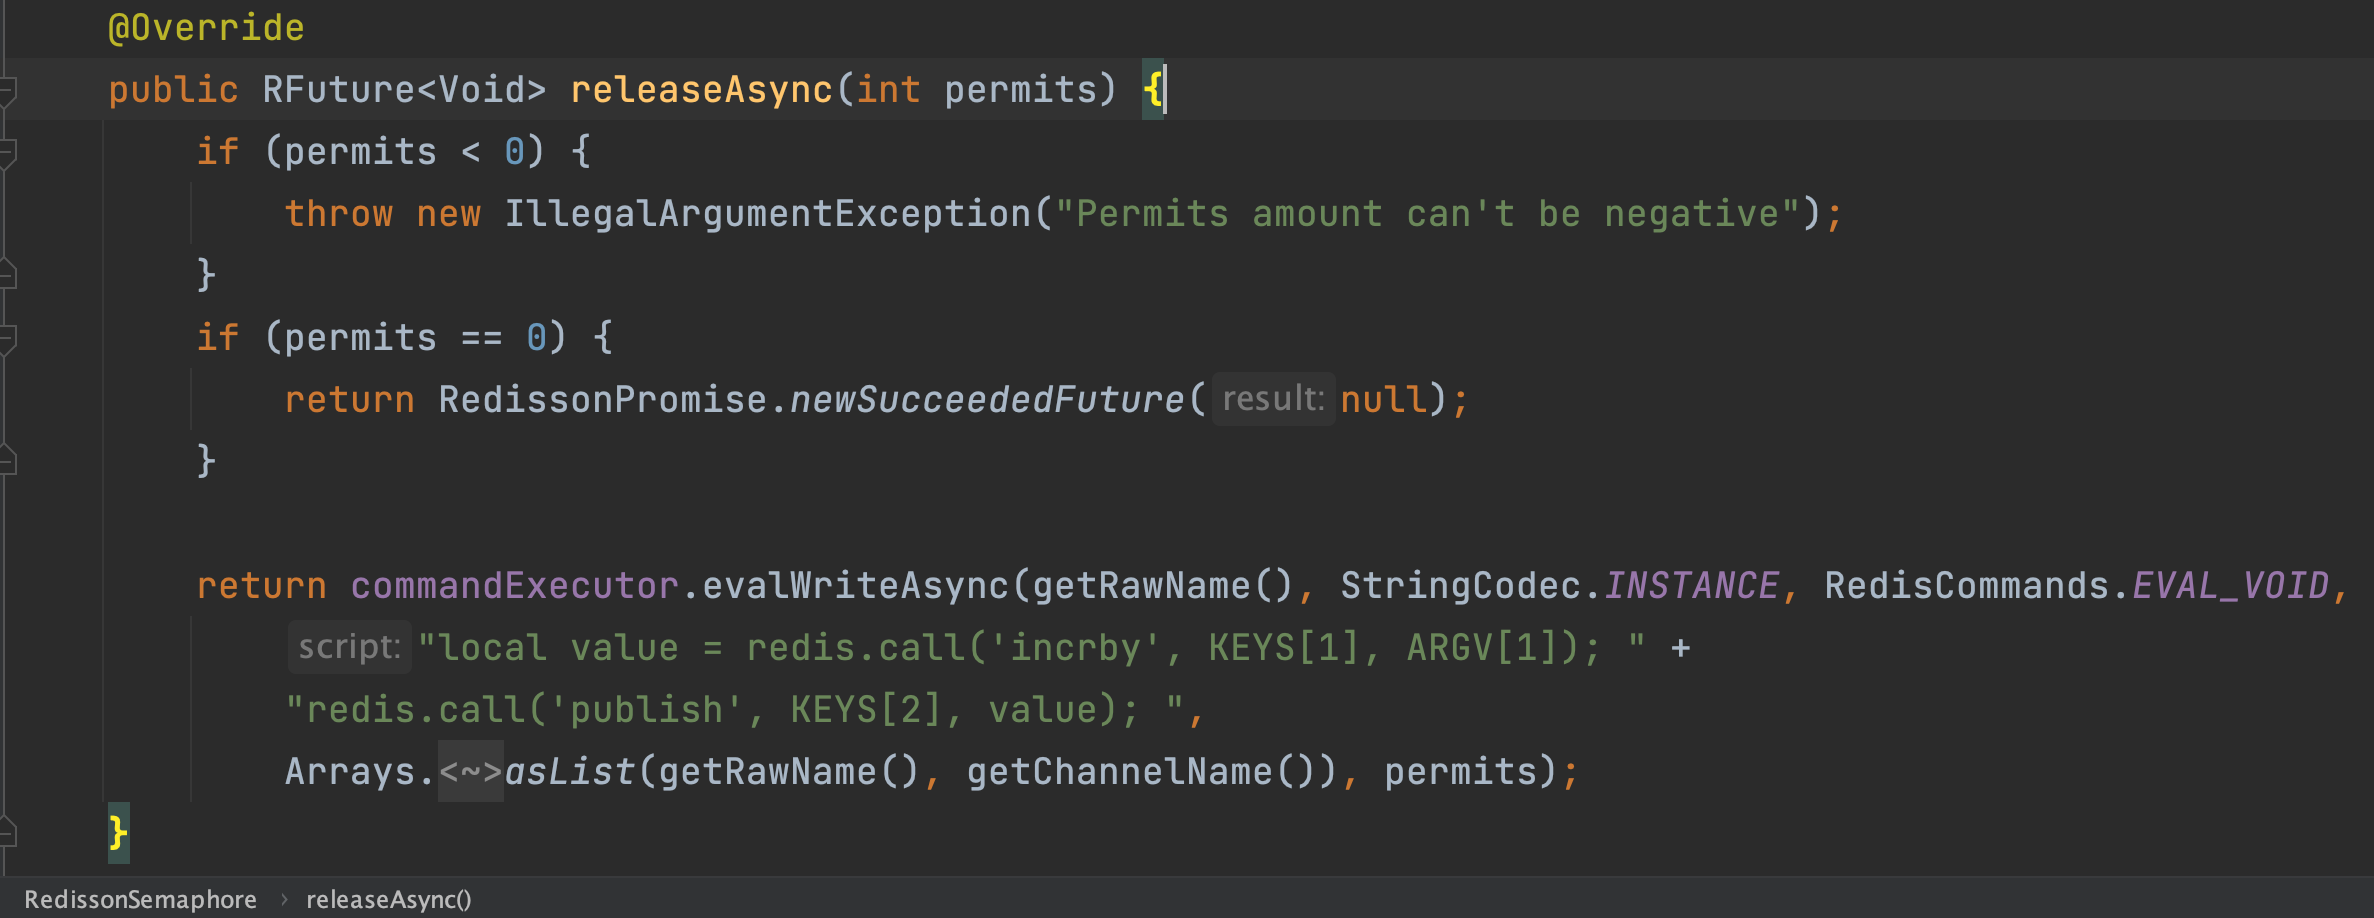 @Override
public RFuture<Void> releaseAsync(int permits) {
if (permits < 0) {
throw new IllegalArgumentException("Permits amount can't be negative");
}
if (permits == 0) {
return RedissonPromise.newSucceededFuture( result: null);
}
return commandExecutor.evalWriteAsync(getRawName(), StringCodec.INSTANCE, RedisCommands.EVAL_VOID,
script: "local value = redis.call('incrby', KEYS[1], ARGV[1]); " +
"redis.call('publish', KEYS[2], value); ",
Arrays.<~>asList(getRawName(), getChannelName()), permits);
}
RedissonSemaphore › releaseAsync()